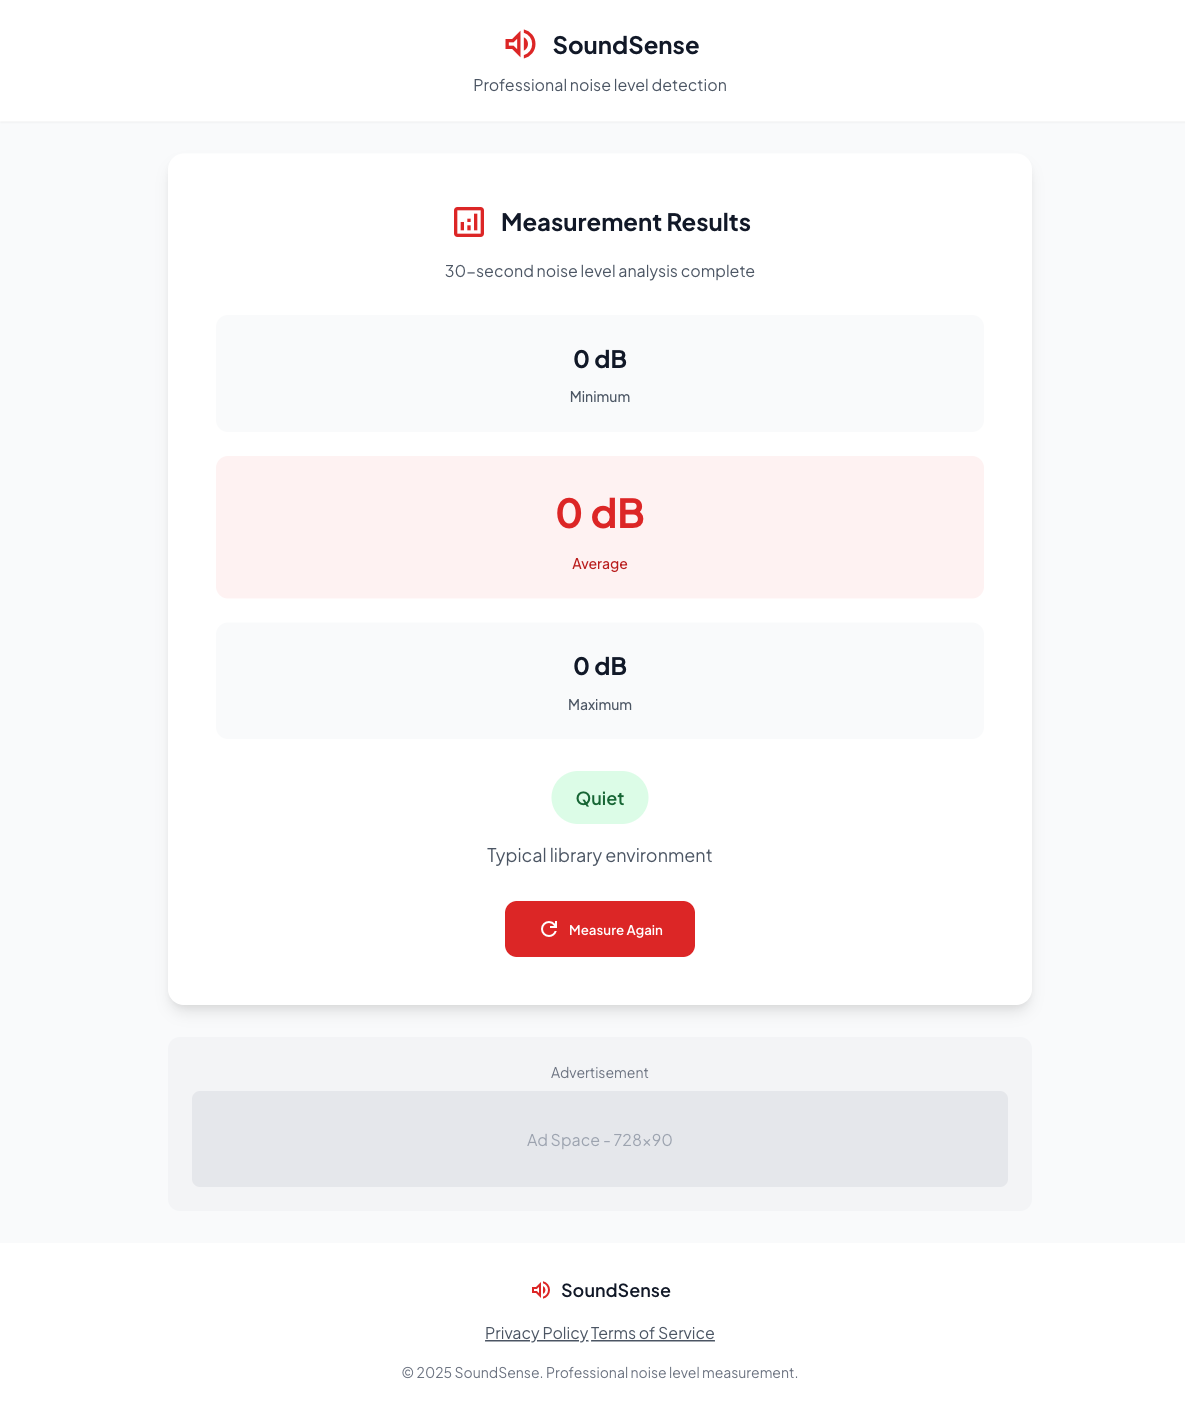 SoundSense
Professional noise level detection
Measurement Results
30-second noise level analysis complete
0 dB
Minimum
0 dB
Average
0 dB
Maximum
Quiet
Typical library environment
Measure Again
Advertisement
Ad Space - 728×90
SoundSense
Privacy Policy Terms of Service
© 2025 SoundSense. Professional noise level measurement.